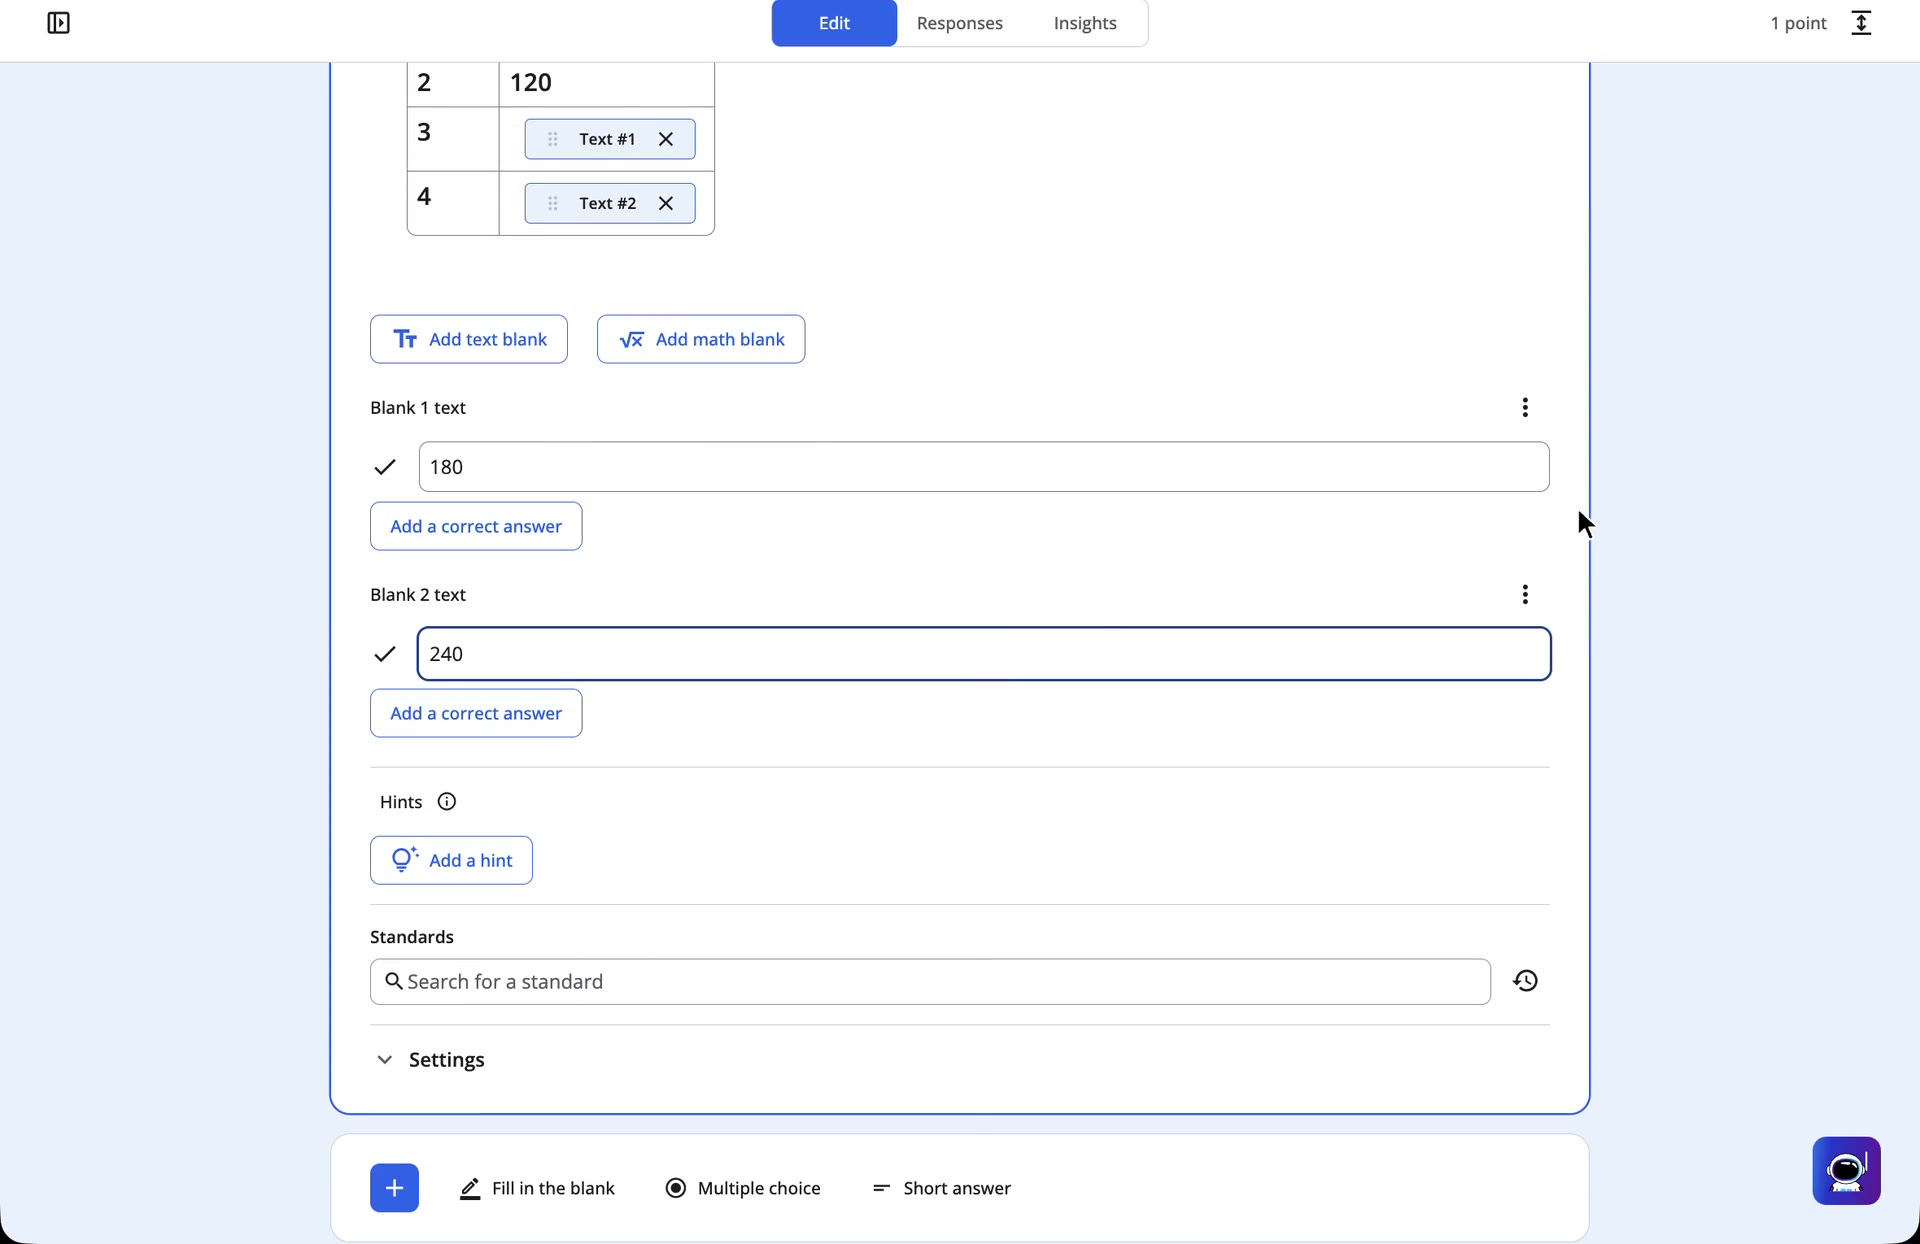 Edit Responses Insights 1 point
2 120
3 Text #1
4 Text #2
Add text blank Add math blank
Blank 1 text
180
Add a correct answer
Blank 2 text
240
Add a correct answer
Hints
Add a hint
Standards
Search for a standard
Settings
Fill in the blank Multiple choice Short answer